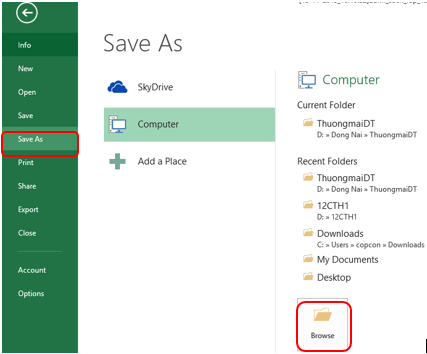 Info
New
Open
Save
Save As
Print
Share
Export
Close
Account
Options
Save As
SkyDrive
Computer
Add a Place
Computer
Current Folder
ThuongmaiDT
D: » Dong Nai » ThuongmaiDT
Recent Folders
ThuongmaiDT
D: » Dong Nai » ThuongmaiDT
12CTH1
D: » 12CTH1
Downloads
C: » Users » copcon » Downloads
My Documents
Desktop
Browse